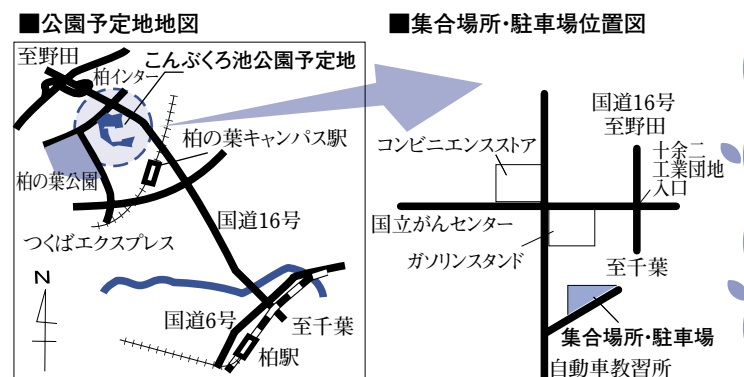 ■公園予定地地図
至野田
柏インター
こんぶくろ池公園予定地
柏の葉キャンパス駅
柏の葉公園
つくばエクスプレス
国道16号
N
国道6号
至千葉
柏駅
■集合場所・駐車場位置図
国道16号
至野田
コンビニエンスストア
十余二
工業団地
入口
国立がんセンター
ガソリンスタンド
至千葉
集合場所・駐車場
自動車教習所